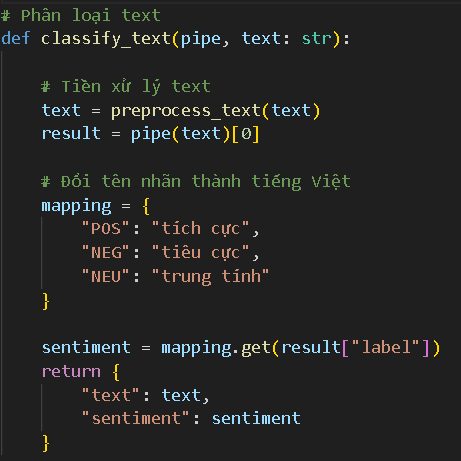 # Phân loại text
def classify_text(pipe, text: str):
# Tiền xử lý text
text = preprocess_text(text)
result = pipe(text)[0]
# Đổi tên nhãn thành tiếng Việt
mapping = {
"POS": "tích cực",
"NEG": "tiêu cực",
"NEU": "trung tính"
}
sentiment = mapping.get(result["label"])
return {
"text": text,
"sentiment": sentiment
}